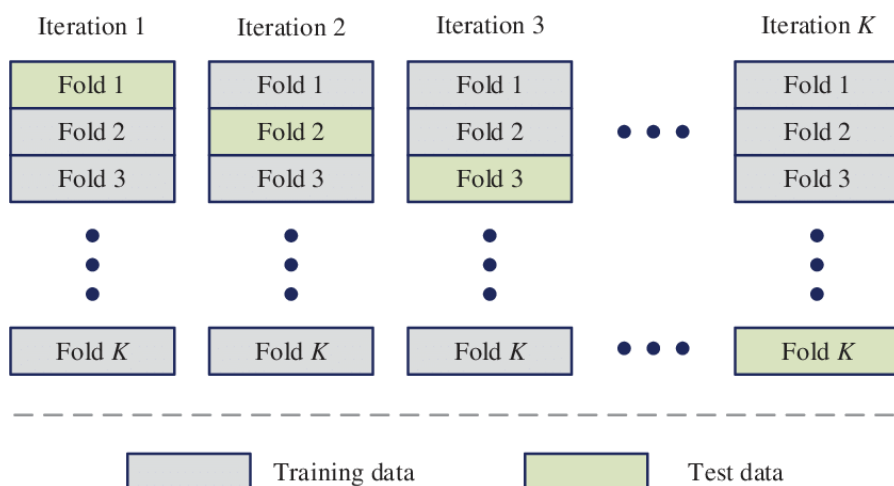 Iteration 1
Iteration 2
Iteration 3
Iteration K
Fold 1
Fold 1
Fold 1
Fold 1
Fold 2
Fold 2
Fold 2
Fold 2
Fold 3
Fold 3
Fold 3
Fold 3
Fold K
Fold K
Fold K
Fold K
Training data
Test data